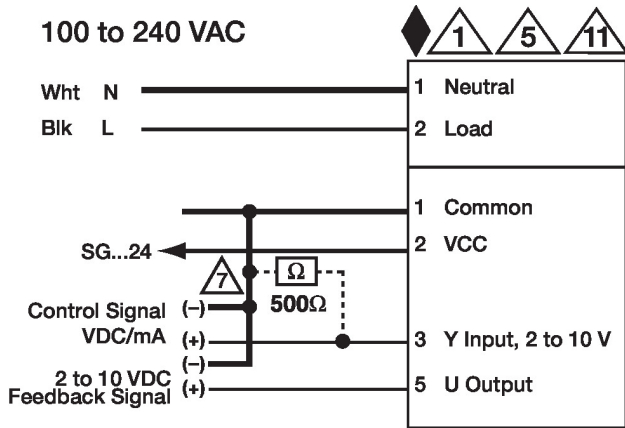 100 to 240 VAC
1 5 11
Wht N 1 Neutral
Blk L 2 Load
1 Common
SG...24 2 VCC
7 Ω
500Ω
Control Signal (–)
VDC/mA (+) 3 Y Input, 2 to 10 V
(–)
2 to 10 VDC
Feedback Signal (+) 5 U Output